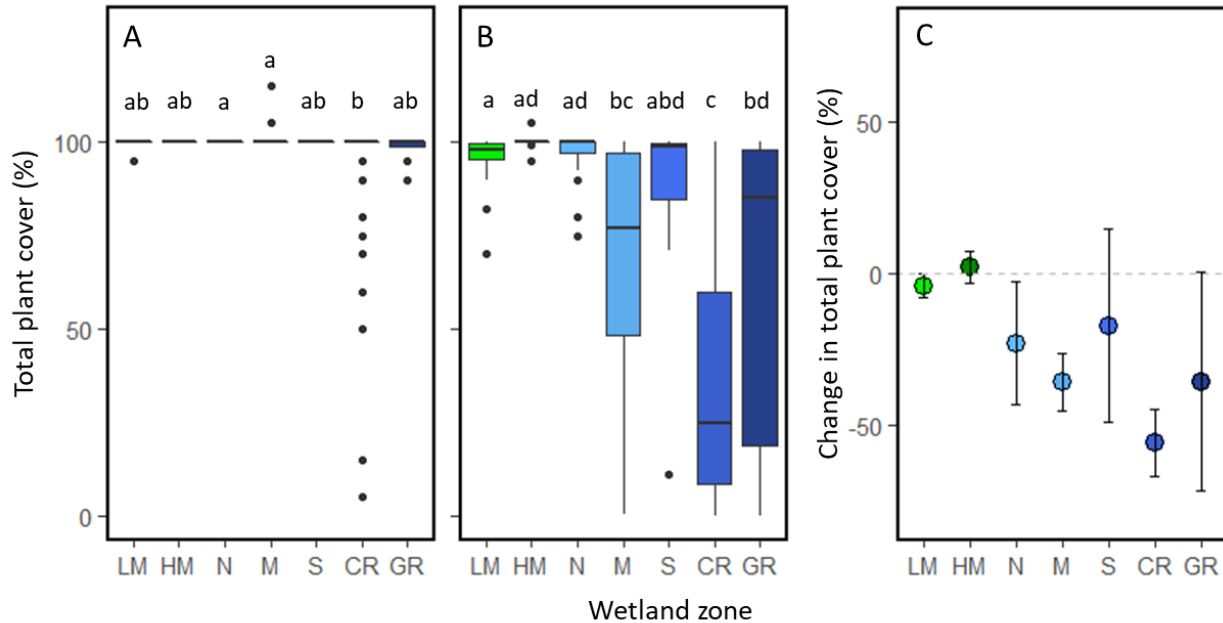 A
B
C
a
ab
ab
a
ab
b
ab
a
ad
ad
bc
abd
c
bd
Total plant cover (%)
100
50
0
Change in total plant cover (%)
50
0
-50
LM HM N M S CR GR
LM HM N M S CR GR
LM HM N M S CR GR
Wetland zone